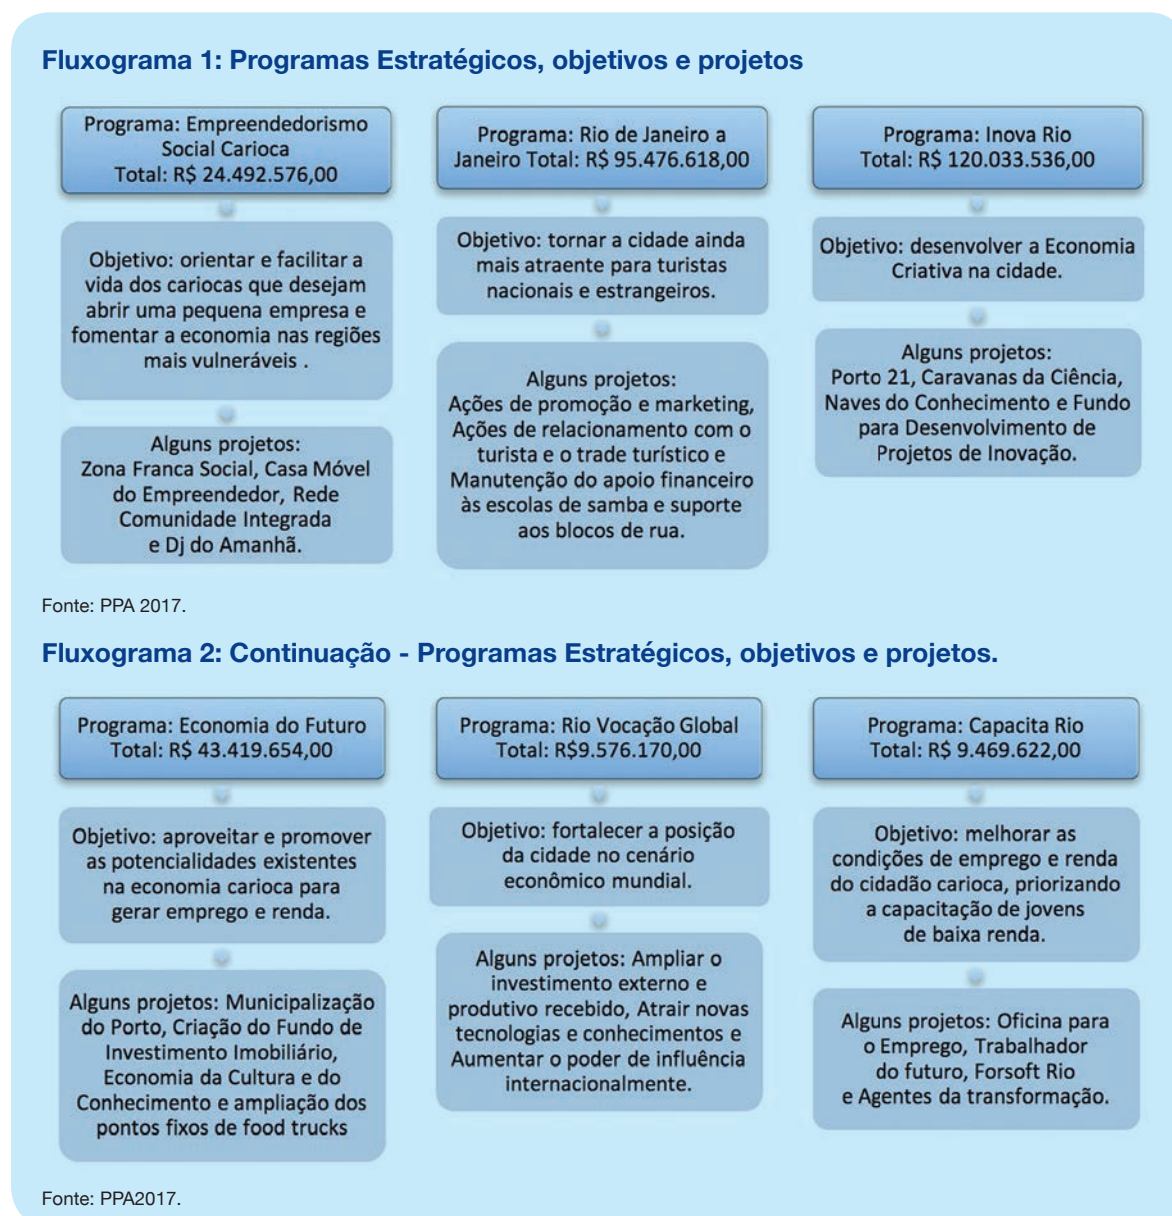 Fluxograma 1: Programas Estratégicos, objetivos e projetos
Programa: Empreendedorismo
Social Carioca
Total: R$ 24.492.576,00
Objetivo: orientar e facilitar a
vida dos cariocas que desejam
abrir uma pequena empresa e
fomentar a economia nas regiões
mais vulneráveis .
Alguns projetos:
Zona Franca Social, Casa Móvel
do Empreendedor, Rede
Comunidade Integrada
e Dj do Amanhã.
Programa: Rio de Janeiro a
Janeiro Total: R$ 95.476.618,00
Objetivo: tornar a cidade ainda
mais atraente para turistas
nacionais e estrangeiros.
Alguns projetos:
Ações de promoção e marketing,
Ações de relacionamento com o
turista e o trade turístico e
Manutenção do apoio financeiro
às escolas de samba e suporte
aos blocos de rua.
Programa: Inova Rio
Total: R$ 120.033.536,00
Objetivo: desenvolver a Economia
Criativa na cidade.
Alguns projetos:
Porto 21, Caravanas da Ciência,
Naves do Conhecimento e Fundo
para Desenvolvimento de
Projetos de Inovação.
Fonte: PPA 2017.
Fluxograma 2: Continuação - Programas Estratégicos, objetivos e projetos.
Programa: Economia do Futuro
Total: R$ 43.419.654,00
Objetivo: aproveitar e promover
as potencialidades existentes
na economia carioca para
gerar emprego e renda.
Alguns projetos: Municipalização
do Porto, Criação do Fundo de
Investimento Imobiliário,
Economia da Cultura e do
Conhecimento e ampliação dos
pontos fixos de food trucks
Programa: Rio Vocação Global
Total: R$9.576.170,00
Objetivo: fortalecer a posição
da cidade no cenário
econômico mundial.
Alguns projetos: Ampliar o
investimento externo e
produtivo recebido, Atrair novas
tecnologias e conhecimentos e
Aumentar o poder de influência
internacionalmente.
Programa: Capacita Rio
Total: R$ 9.469.622,00
Objetivo: melhorar as
condições de emprego e renda
do cidadão carioca, priorizando
a capacitação de jovens
de baixa renda.
Alguns projetos: Oficina para
o Emprego, Trabalhador
do futuro, Forsoft Rio
e Agentes da transformação.
Fonte: PPA2017.